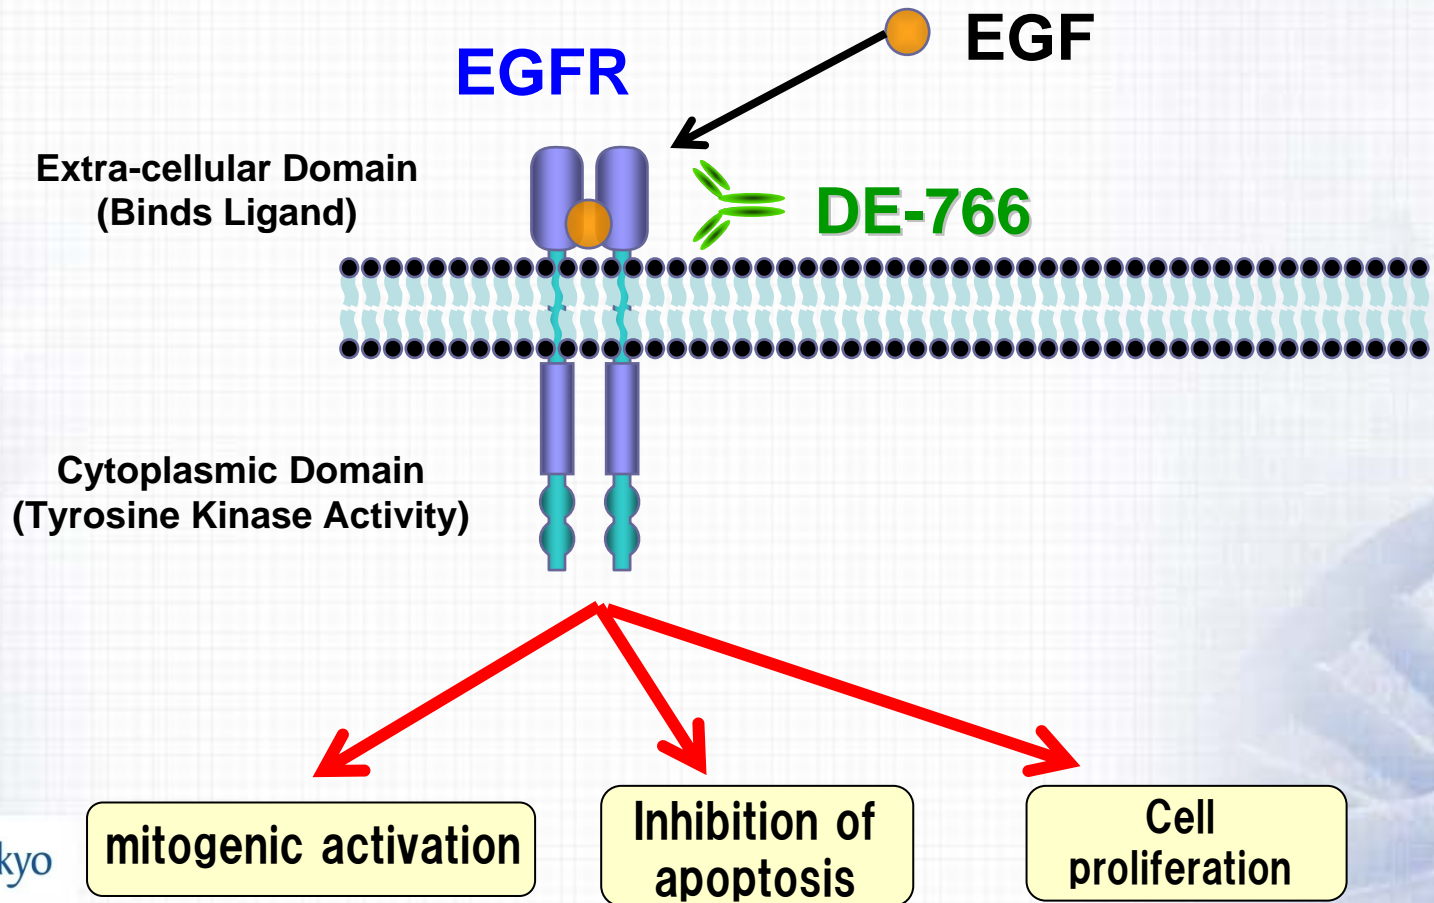 EGF
EGFR
Extra-cellular Domain
(Binds Ligand)
DE-766
Cytoplasmic Domain
(Tyrosine Kinase Activity)
mitogenic activation
Inhibition of
apoptosis
Cell
proliferation
kyo